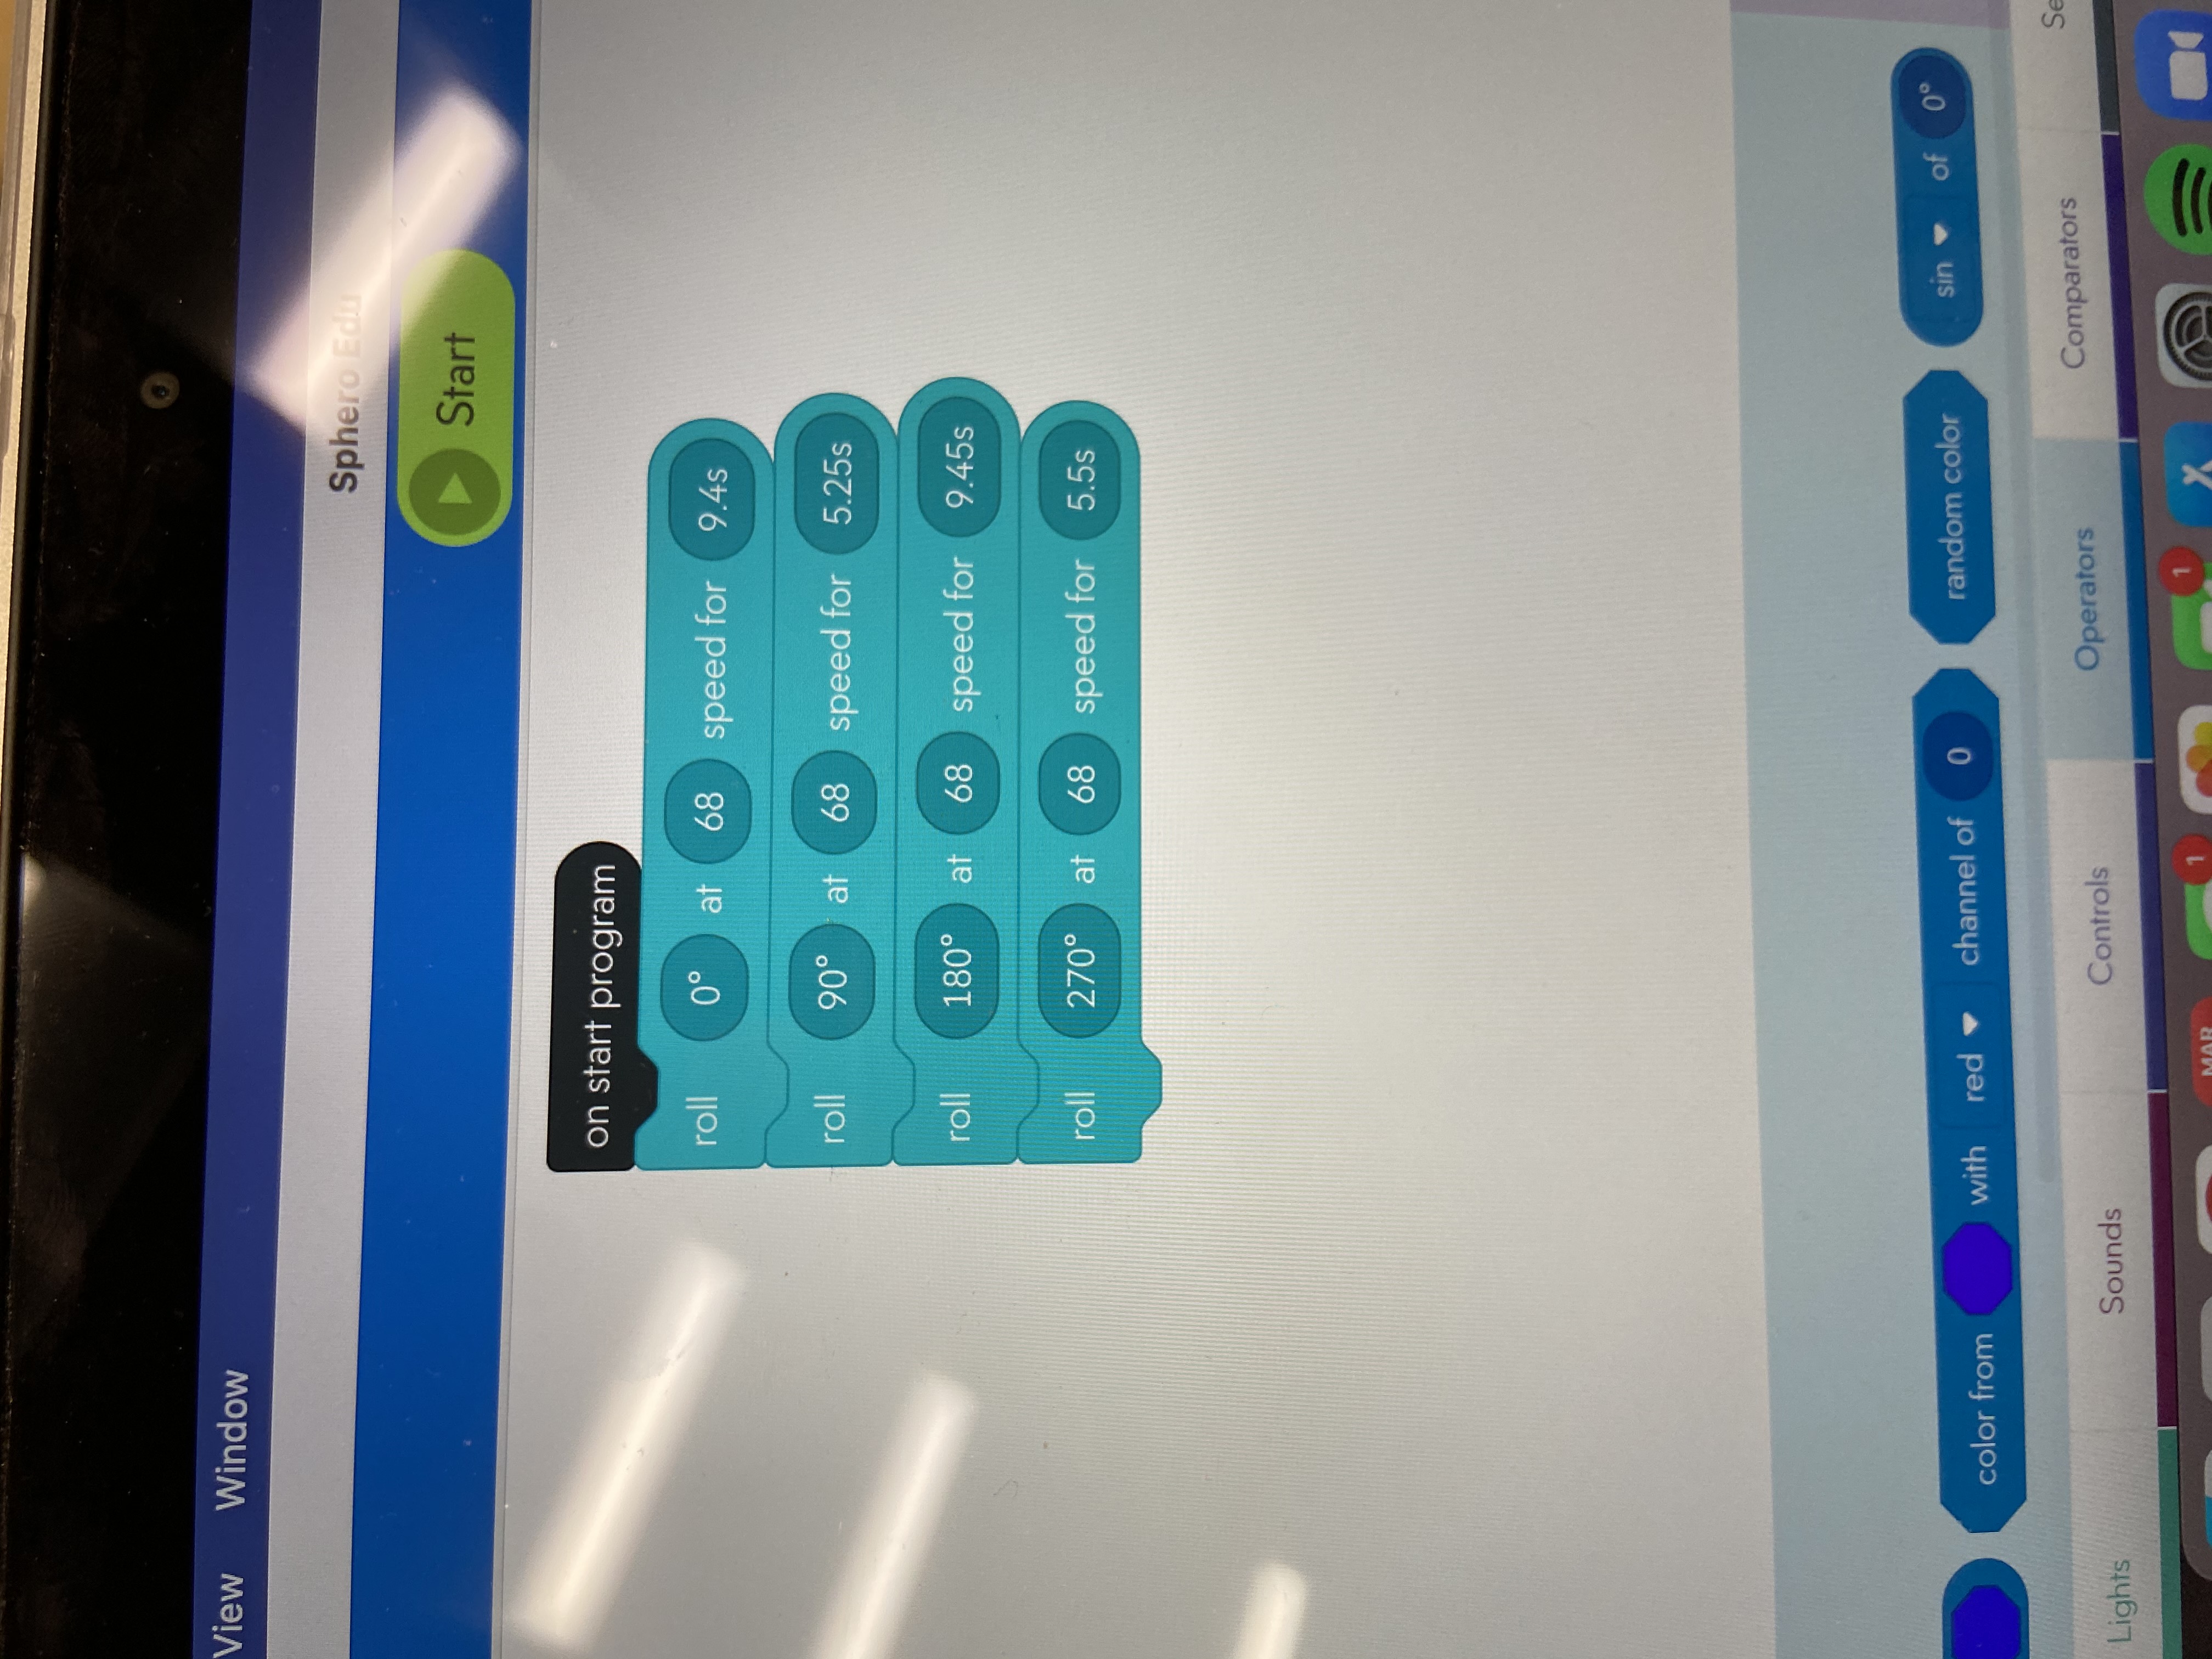 View Window
Sphero Edu
Start
on start program
roll 0° at 68 speed for 9.4s
roll 90° at 68 speed for 5.25s
roll 180° at 68 speed for 9.45s
roll 270° at 68 speed for 5.5s
color from with red channel of 0 random color sin of 0°
Lights Sounds Controls Operators Comparators Se
MAR 1 1